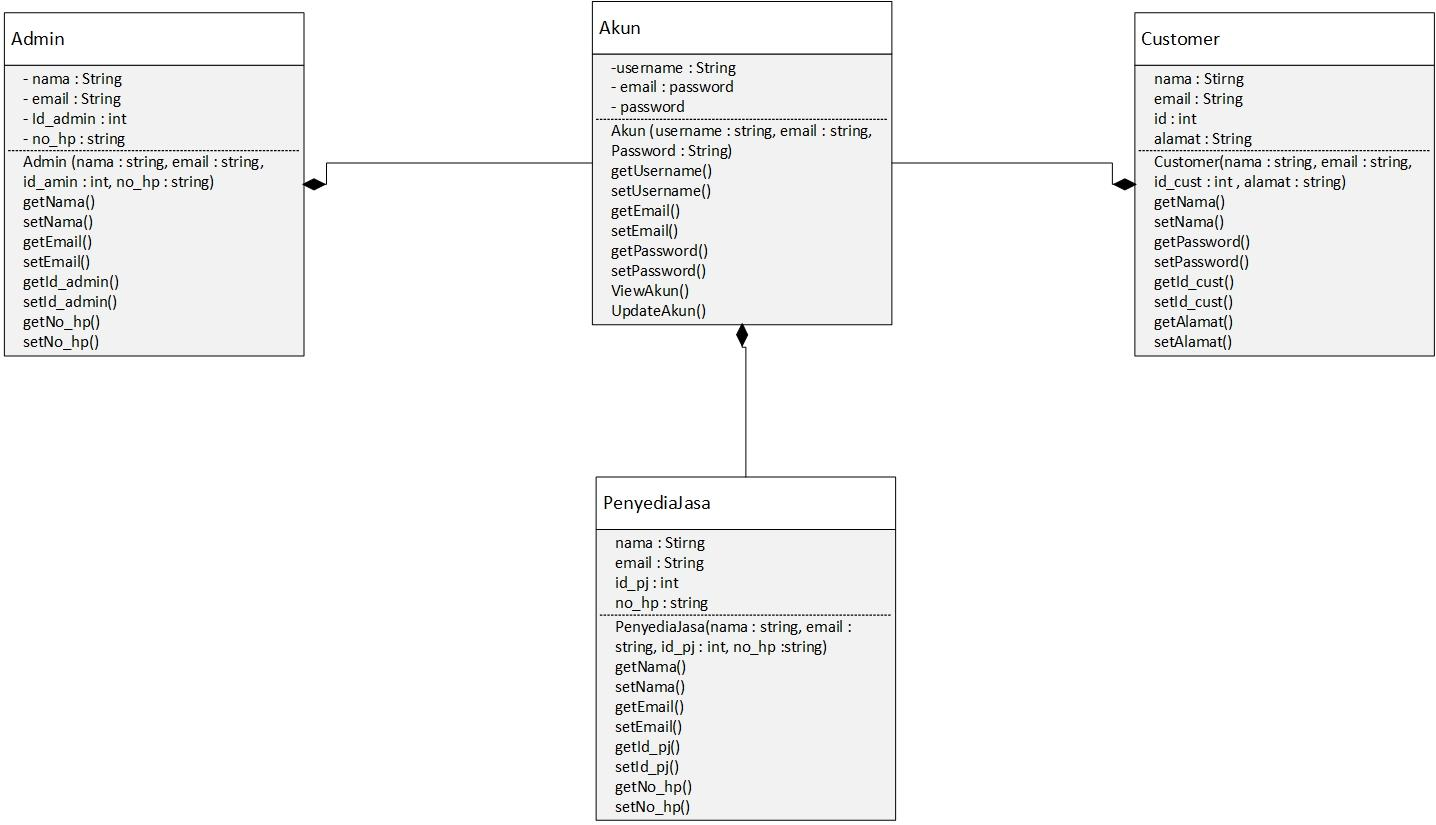 Admin
- nama : String
- email : String
- Id_admin : int
- no_hp : string
Admin (nama : string, email : string,
id_amin : int, no_hp : string)
getNama()
setNama()
getEmail()
setEmail()
getId_admin()
setId_admin()
getNo_hp()
setNo_hp()
Akun
-username : String
- email : password
- password
Akun (username : string, email : string,
Password : String)
getUsername()
setUsername()
getEmail()
setEmail()
getPassword()
setPassword()
ViewAkun()
UpdateAkun()
Customer
nama : Stirng
email : String
id : int
alamat : String
Customer(nama : string, email : string,
id_cust : int , alamat : string)
getNama()
setNama()
getPassword()
setPassword()
getId_cust()
setId_cust()
getAlamat()
setAlamat()
PenyediaJasa
nama : Stirng
email : String
id_pj : int
no_hp : string
PenyediaJasa(nama : string, email :
string, id_pj : int, no_hp :string)
getNama()
setNama()
getEmail()
setEmail()
getId_pj()
setId_pj()
getNo_hp()
setNo_hp()